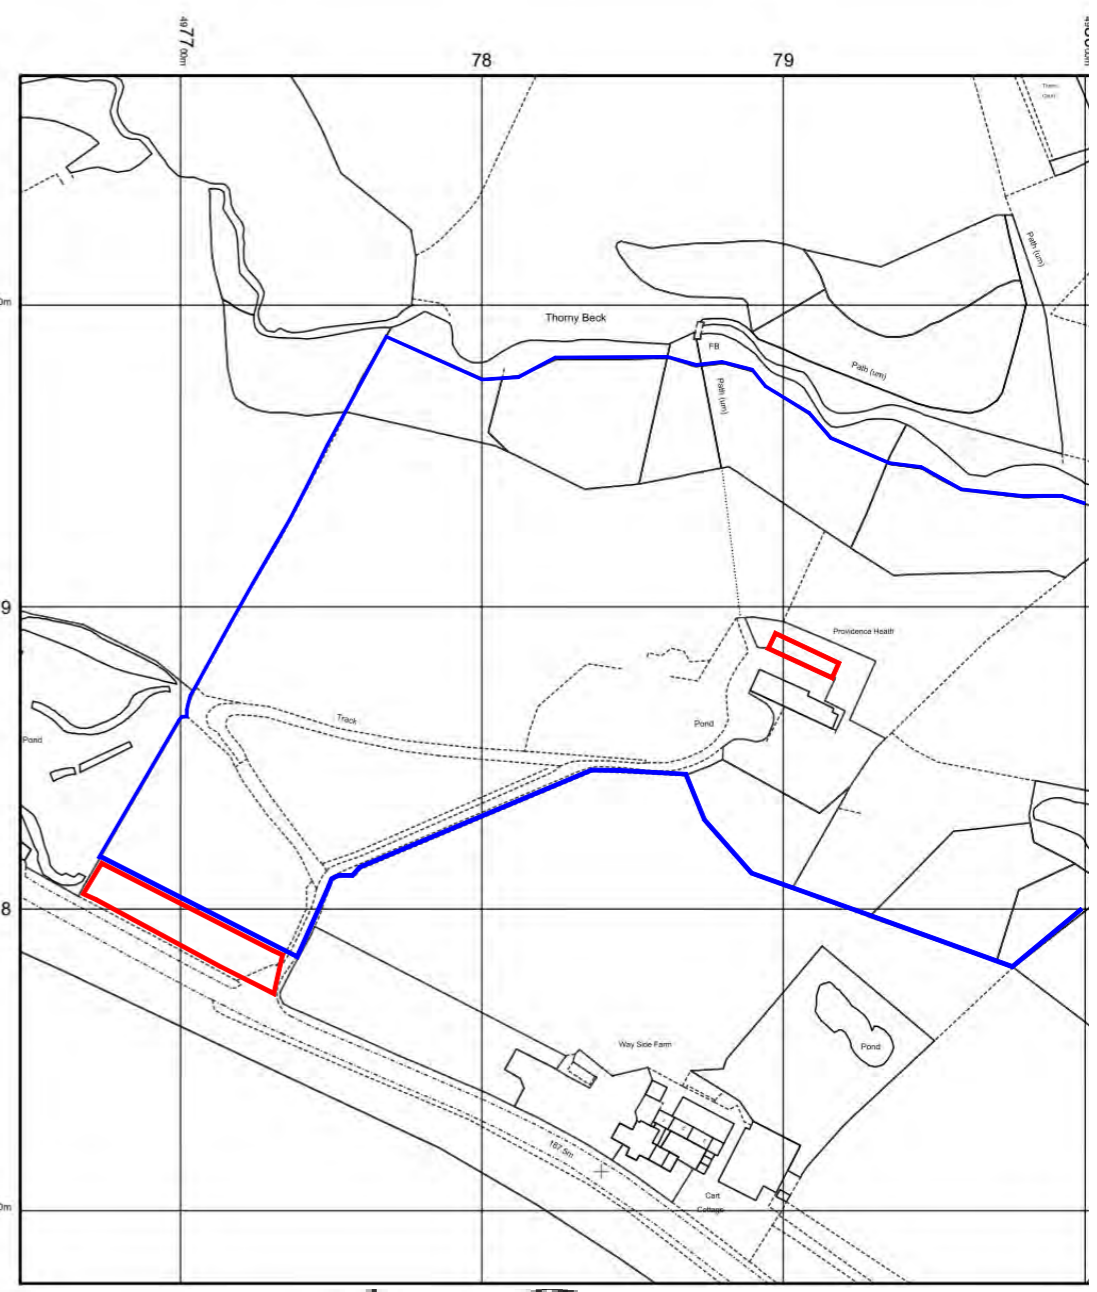 4977 00m
78
79
Path (um)
0m
Thorny Beck
FB
Path (um)
Path (um)
9
Providence Heath
Track
Pond
Pond
8
Way Side Farm
Pond
187.5m
Cart
Cottage
0m